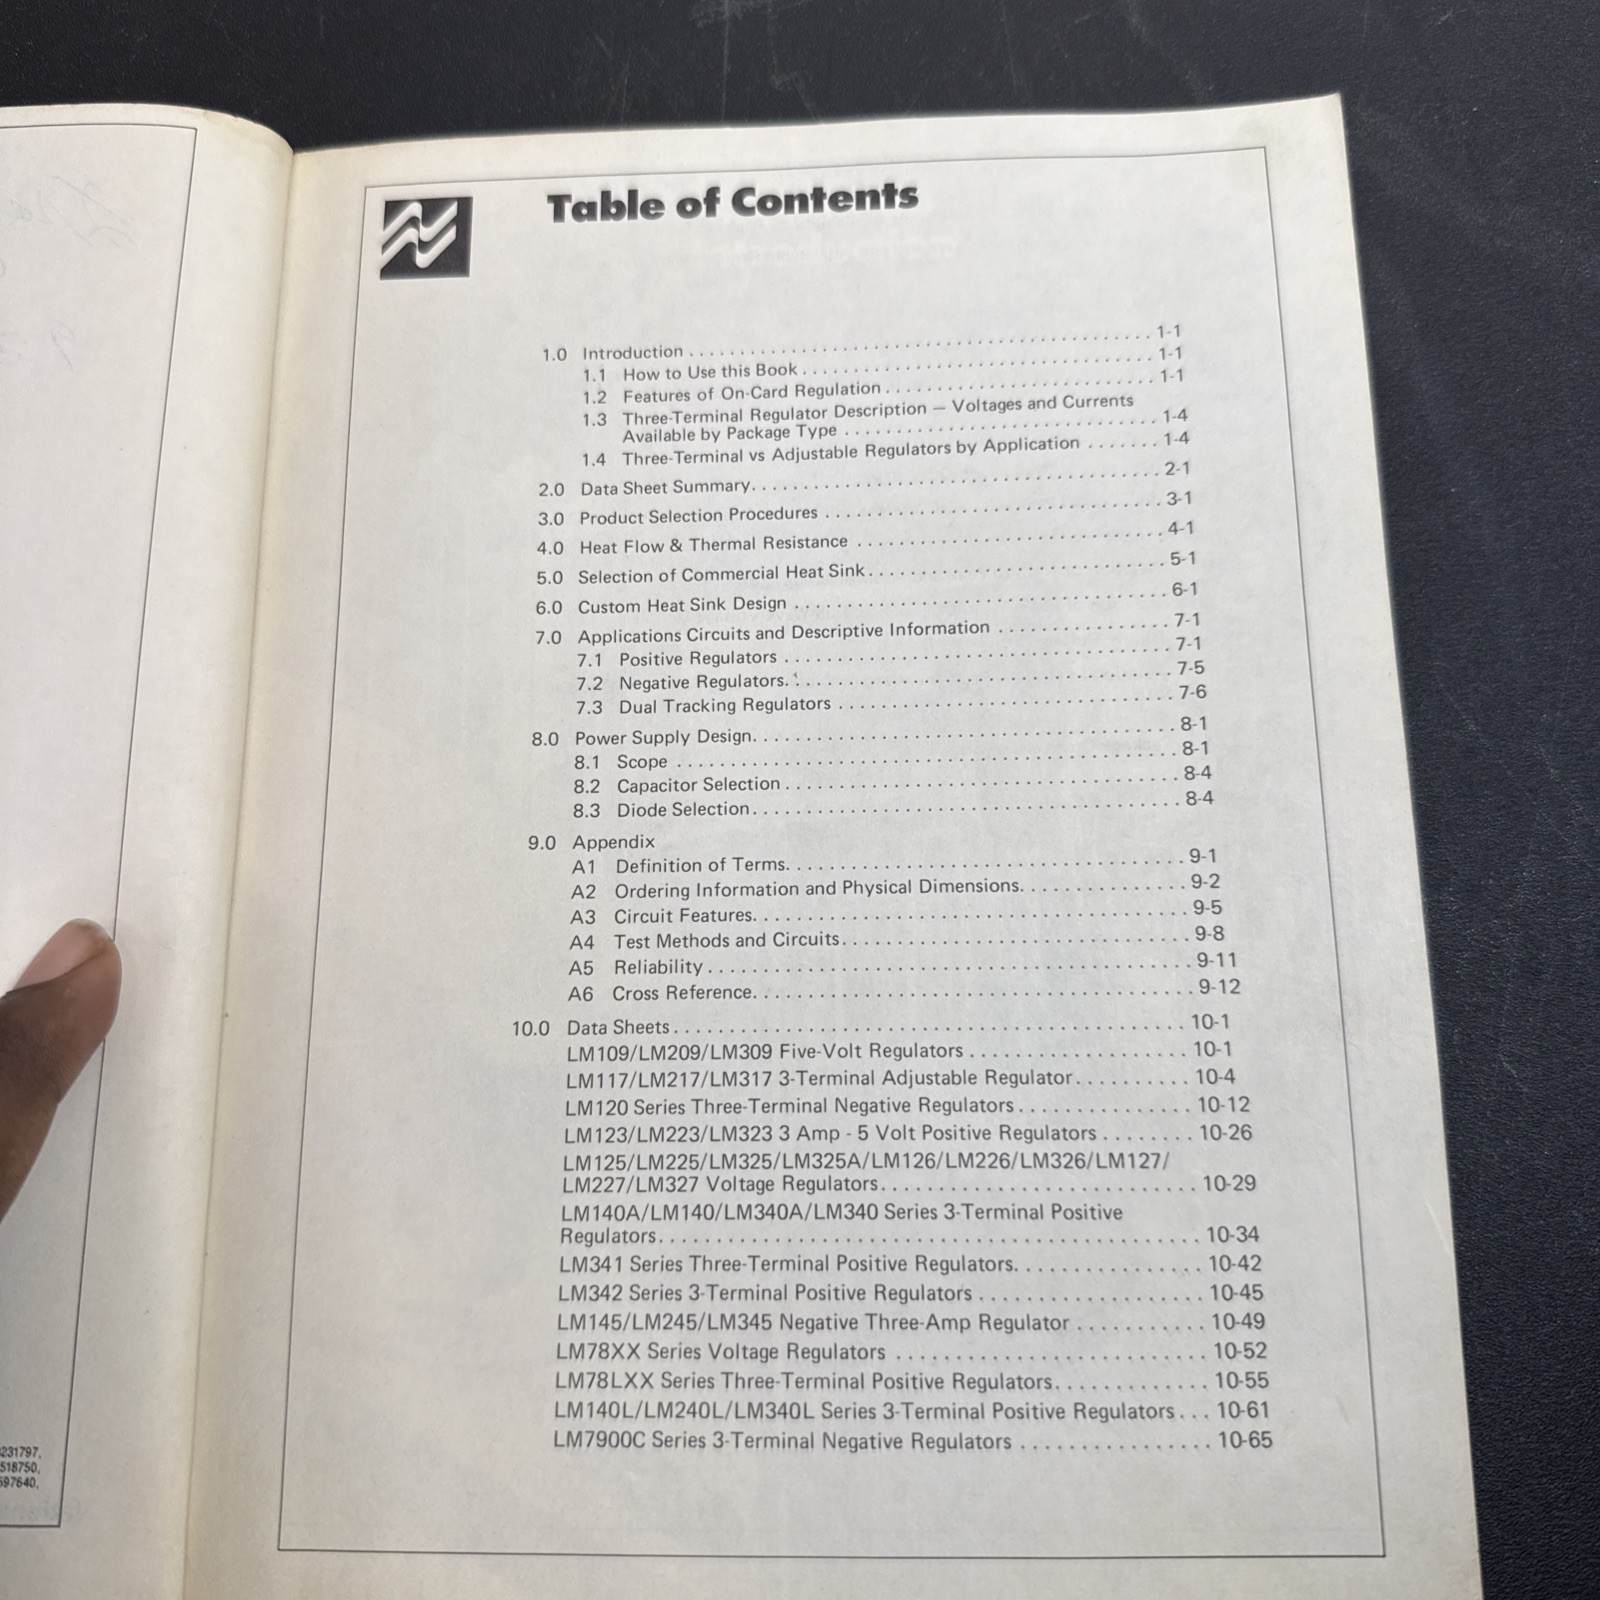 Table of Contents
1.0 Introduction . . . . . . . . . . . . . . . . . . . . 1-1
1.1 How to Use this Book . . . . . . . . . . . . . . . . . . . . 1-1
1.2 Features of On-Card Regulation . . . . . . . . . . . . . . . . . . . . 1-1
1.3 Three-Terminal Regulator Description — Voltages and Currents
Available by Package Type . . . . . . . . . . . . . . . . . . . . 1-4
1.4 Three-Terminal vs Adjustable Regulators by Application . . . . . . . 1-4
2.0 Data Sheet Summary. . . . . . . . . . . . . . . . . . . . 2-1
3.0 Product Selection Procedures . . . . . . . . . . . . . . . . . . . . 3-1
4.0 Heat Flow & Thermal Resistance . . . . . . . . . . . . . . . . . . . . 4-1
5.0 Selection of Commercial Heat Sink. . . . . . . . . . . . . . . . . . . . 5-1
6.0 Custom Heat Sink Design . . . . . . . . . . . . . . . . . . . . 6-1
7.0 Applications Circuits and Descriptive Information . . . . . . . . . . . . . . . . 7-1
7.1 Positive Regulators . . . . . . . . . . . . . . . . . . . . 7-1
7.2 Negative Regulators. . . . . . . . . . . . . . . . . . . . 7-5
7.3 Dual Tracking Regulators . . . . . . . . . . . . . . . . . . . . 7-6
8.0 Power Supply Design. . . . . . . . . . . . . . . . . . . . 8-1
8.1 Scope . . . . . . . . . . . . . . . . . . . . 8-1
8.2 Capacitor Selection . . . . . . . . . . . . . . . . . . . . 8-4
8.3 Diode Selection. . . . . . . . . . . . . . . . . . . . 8-4
9.0 Appendix
A1 Definition of Terms. . . . . . . . . . . . . . . . . . . . 9-1
A2 Ordering Information and Physical Dimensions. . . . . . . . . . . . . . . 9-2
A3 Circuit Features. . . . . . . . . . . . . . . . . . . . 9-5
A4 Test Methods and Circuits. . . . . . . . . . . . . . . . . . . . 9-8
A5 Reliability . . . . . . . . . . . . . . . . . . . . 9-11
A6 Cross Reference. . . . . . . . . . . . . . . . . . . . 9-12
10.0 Data Sheets . . . . . . . . . . . . . . . . . . . . 10-1
LM109/LM209/LM309 Five-Volt Regulators . . . . . . . . . . . . . . . . . . 10-1
LM117/LM217/LM317 3-Terminal Adjustable Regulator. . . . . . . . . . 10-4
LM120 Series Three-Terminal Negative Regulators . . . . . . . . . . . . . . . 10-12
LM123/LM223/LM323 3 Amp - 5 Volt Positive Regulators . . . . . . . . 10-26
LM125/LM225/LM325/LM325A/LM126/LM226/LM326/LM127/
LM227/LM327 Voltage Regulators. . . . . . . . . . . . . . . . . . . . 10-29
LM140A/LM140/LM340A/LM340 Series 3-Terminal Positive
Regulators. . . . . . . . . . . . . . . . . . . . 10-34
LM341 Series Three-Terminal Positive Regulators. . . . . . . . . . . . . . . . 10-42
LM342 Series 3-Terminal Positive Regulators . . . . . . . . . . . . . . . . . . . 10-45
LM145/LM245/LM345 Negative Three-Amp Regulator . . . . . . . . . . . 10-49
LM78XX Series Voltage Regulators . . . . . . . . . . . . . . . . . . . . 10-52
LM78LXX Series Three-Terminal Positive Regulators. . . . . . . . . . . . . 10-55
LM140L/LM240L/LM340L Series 3-Terminal Positive Regulators . . . 10-61
LM7900C Series 3-Terminal Negative Regulators . . . . . . . . . . . . . . . . 10-65
231797,
518750,
597640,